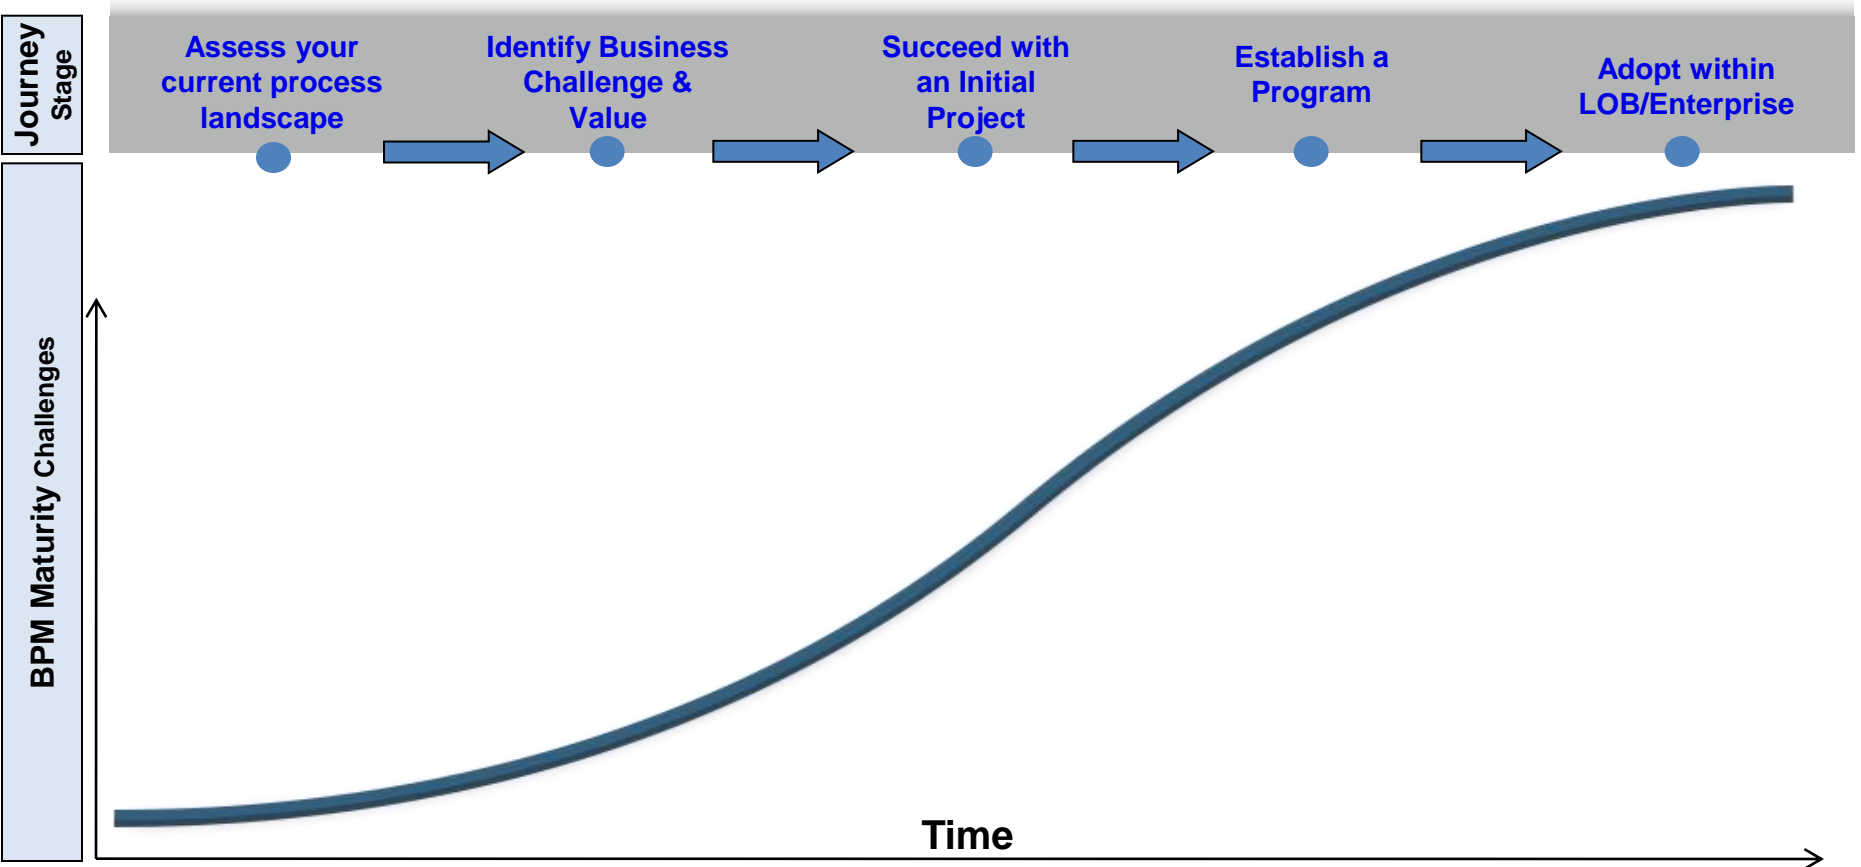 Journey
Stage
Assess your
current process
landscape
Identify Business
Challenge &
Value
Succeed with
an Initial
Project
Establish a
Program
Adopt within
LOB/Enterprise
BPM Maturity Challenges
Time